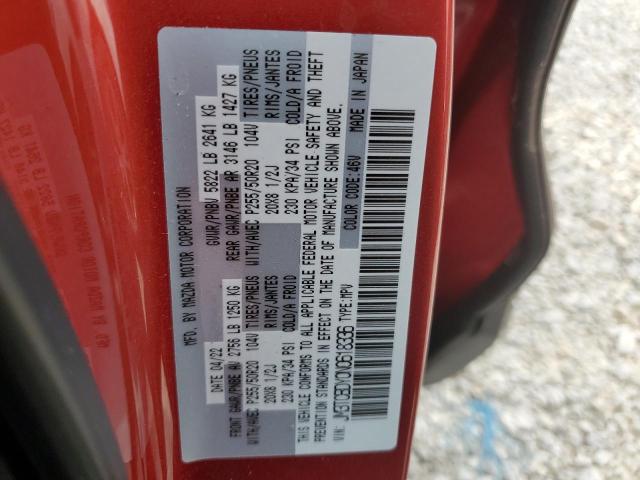 MFD. BY MAZDA MOTOR CORPORATION
DATE 04/22 GVWR/PNBV 5822 LB 2641 KG
FRONT GAWR/PNBE AV 2756 LB 1250 KG REAR GAWR/PNBE AR 3146 LB 1427 KG
WITH/AVEC P255/50R20 104V TIRES/PNEUS WITH/AVEC P255/50R20 104V TIRES/PNEUS
20X8 1/2J RIMS/JANTES 20X8 1/2J RIMS/JANTES
230 KPA/34 PSI COLD/A FROID 230 KPA/34 PSI COLD/A FROID
THIS VEHICLE CONFORMS TO ALL APPLICABLE FEDERAL MOTOR VEHICLE SAFETY AND THEFT
PREVENTION STANDARDS IN EFFECT ON THE DATE OF MANUFACTURE SHOWN ABOVE.
VIN: TYPE:MPV COLOR CODE:46V MADE IN JAPAN